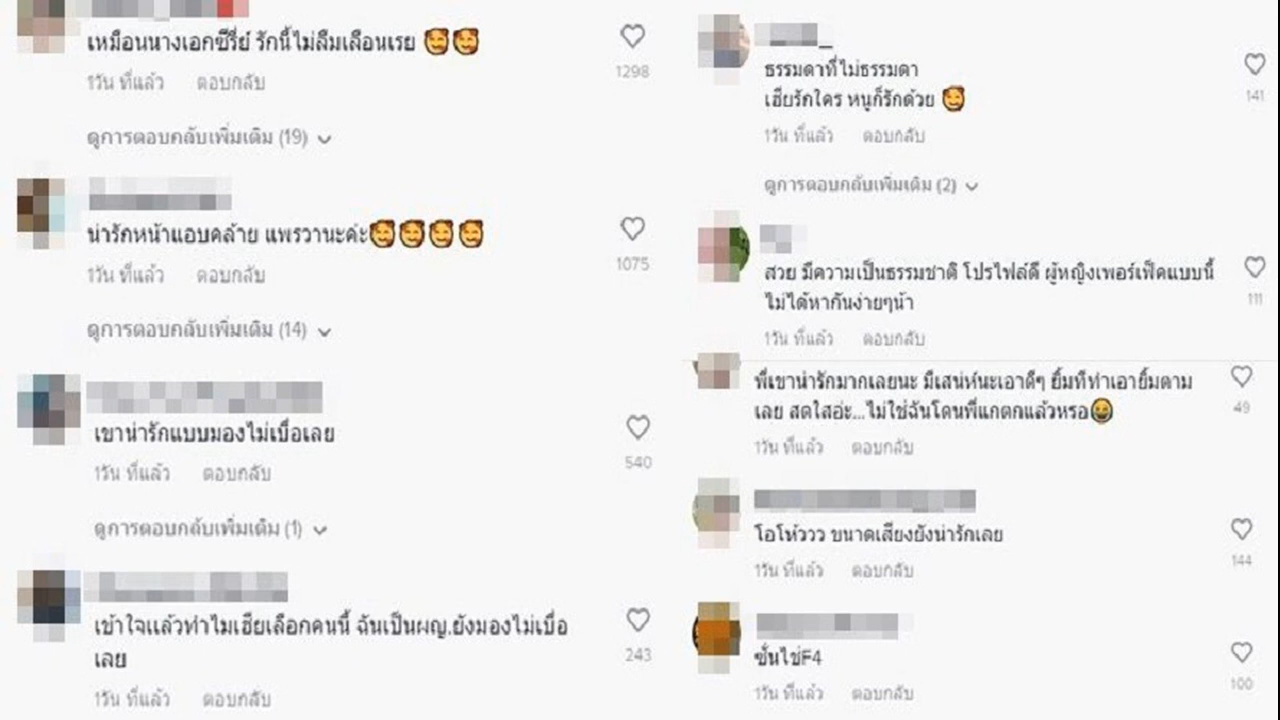 เหมือนนางเอกซีรี่ย์ รักนี้ไม่ลืมเลือนเรย 🥰🥰
1298
1วัน ที่แล้ว ตอบกลับ
ดูการตอบกลับเพิ่มเติม (19)
น่ารักหน้าแอบคล้าย แพรวานะค่ะ🥰🥰🥰🥰
1075
1วัน ที่แล้ว ตอบกลับ
ดูการตอบกลับเพิ่มเติม (14)
เขาน่ารักแบบมองไม่เบื่อเลย
540
1วัน ที่แล้ว ตอบกลับ
ดูการตอบกลับเพิ่มเติม (1)
เข้าใจแล้วทำไมเฮียเลือกคนนี้ ฉันเป็นผญ.ยังมองไม่เบื่อ
เลย
243
1วัน ที่แล้ว ตอบกลับ
ธรรมดาที่ไม่ธรรมดา
เฮียรักใคร หนูก็รักด้วย 🥰
141
1วัน ที่แล้ว ตอบกลับ
ดูการตอบกลับเพิ่มเติม (2)
สวย มีความเป็นธรรมชาติ โปรไฟล์ดี ผู้หญิงเพอร์เฟ็คแบบนี้
ไม่ได้หากันง่ายๆน้า
111
1วัน ที่แล้ว ตอบกลับ
พี่เขาน่ารักมากเลยนะ มีเสน่ห์นะเอาดีๆ ยิ้มทีทำเอายิ้มตาม
เลย สดใสอ่ะ...ไม่ใช่ฉันโดนพี่แกตกแล้วหรอ😂
49
1วัน ที่แล้ว ตอบกลับ
โอโห้ววว ขนาดเสียงยังน่ารักเลย
144
1วัน ที่แล้ว ตอบกลับ
ซั่นไช่F4
100
1วัน ที่แล้ว ตอบกลับ